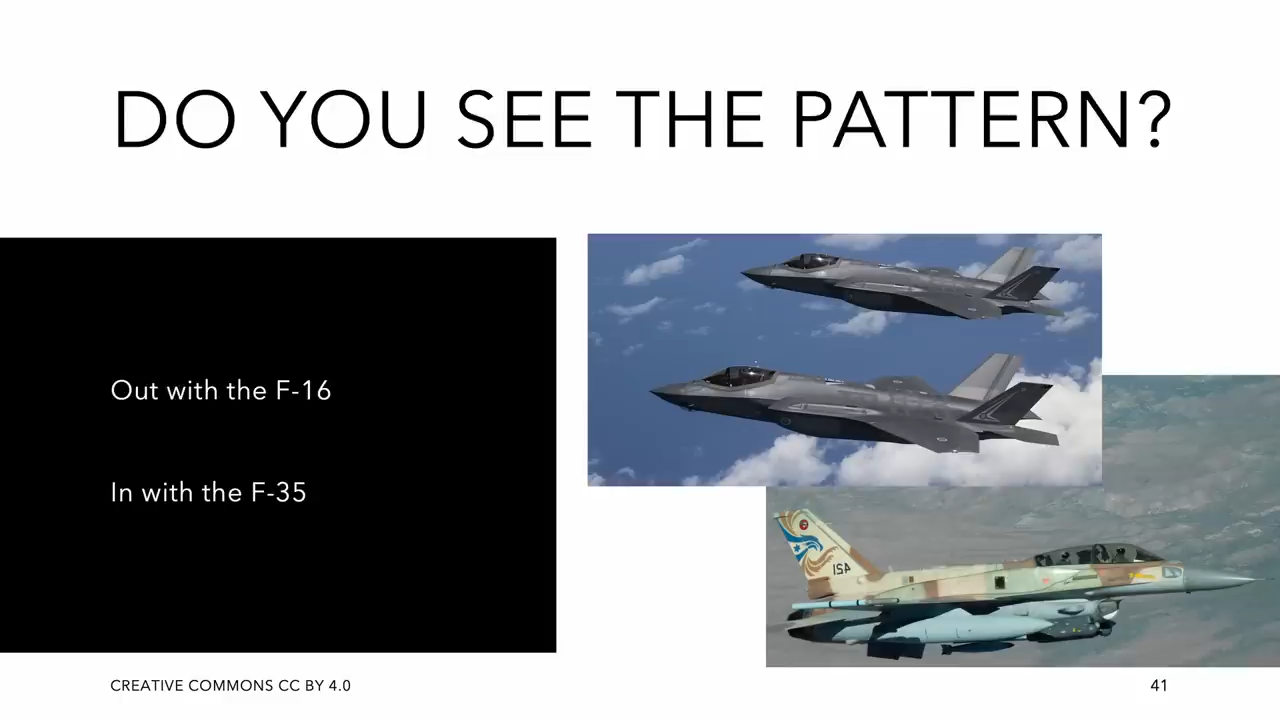 DO YOU SEE THE PATTERN?
Out with the F-16
In with the F-35
CREATIVE COMMONS CC BY 4.0
41